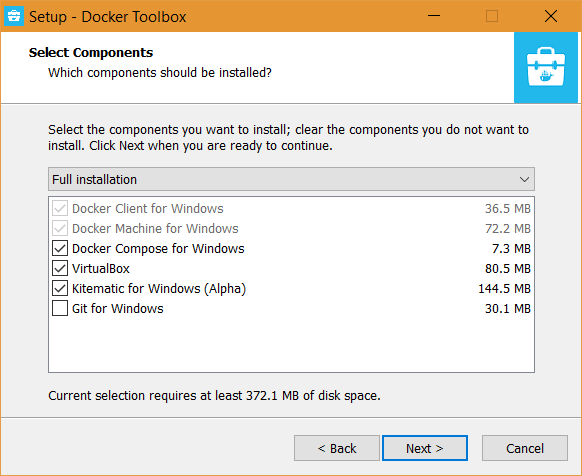 Setup - Docker Toolbox
Select Components
Which components should be installed?
Select the components you want to install; clear the components you do not want to
install. Click Next when you are ready to continue.
Full installation
Docker Client for Windows 36.5 MB
Docker Machine for Windows 72.2 MB
Docker Compose for Windows 7.3 MB
VirtualBox 80.5 MB
Kitematic for Windows (Alpha) 144.5 MB
Git for Windows 30.1 MB
Current selection requires at least 372.1 MB of disk space.
< Back Next > Cancel